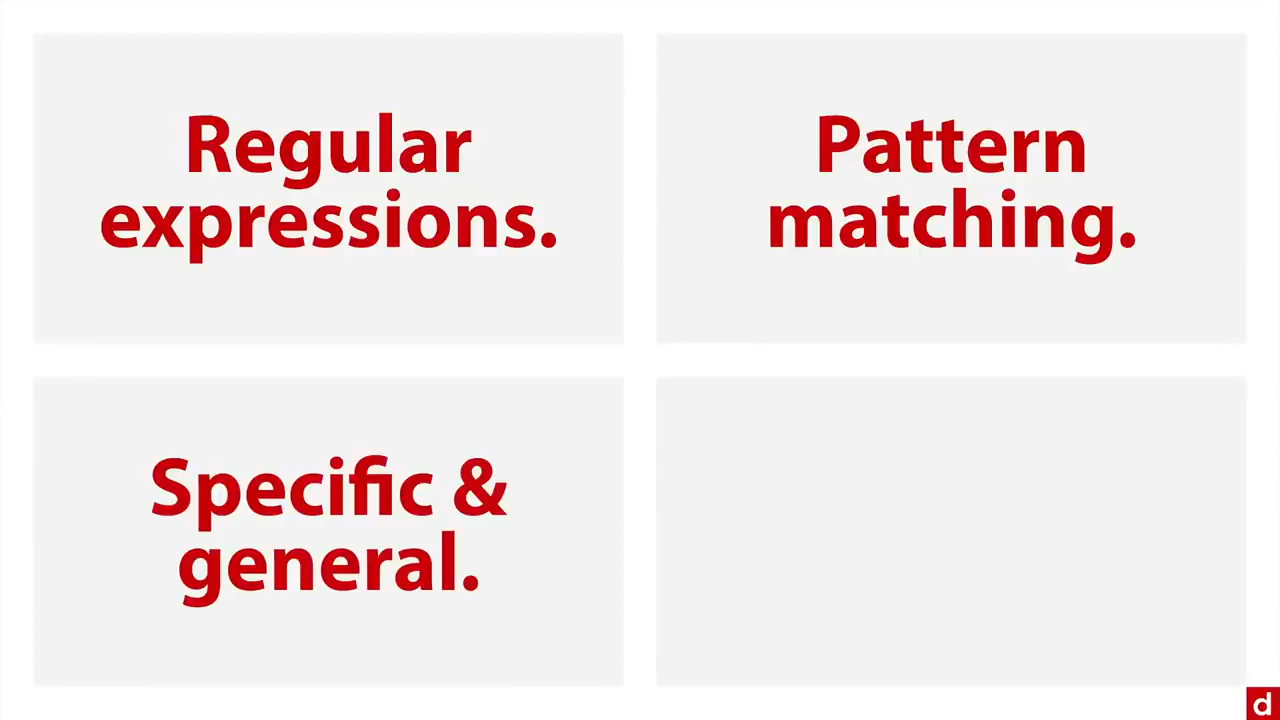 Regular
expressions.
Pattern
matching.
Specific &
general.
d